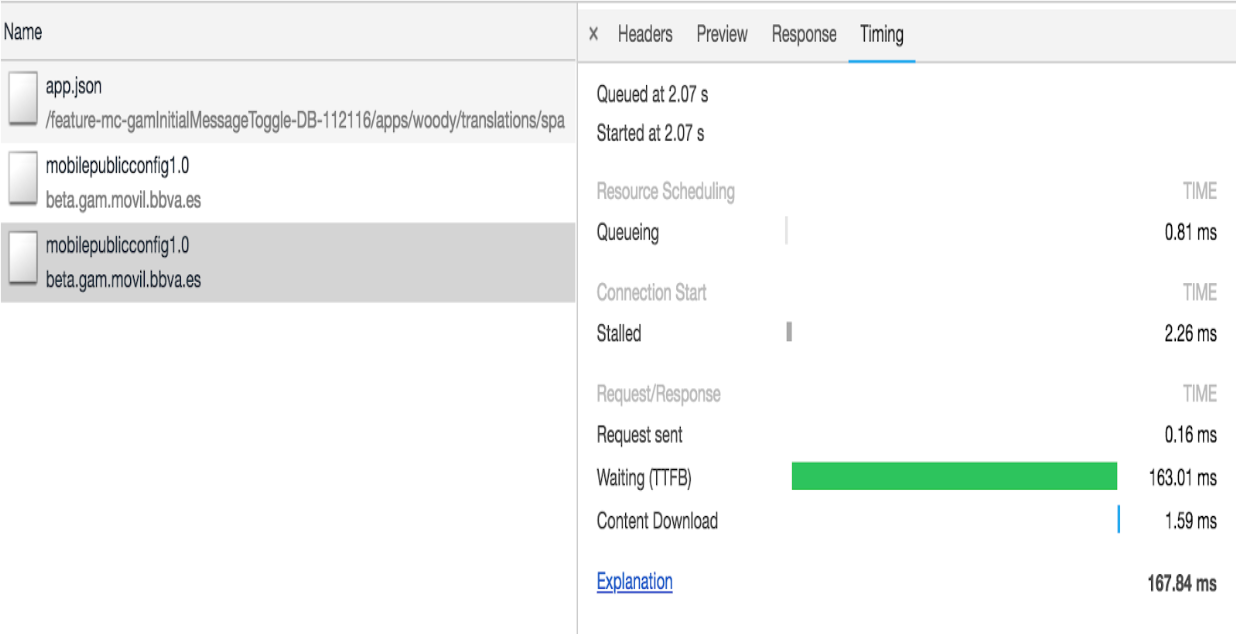 Name
app.json
/feature-mc-gamInitialMessageToggle-DB-112116/apps/woody/translations/spa
mobilepublicconfig1.0
beta.gam.movil.bbva.es
mobilepublicconfig1.0
beta.gam.movil.bbva.es
× Headers Preview Response Timing
Queued at 2.07 s
Started at 2.07 s
Resource Scheduling TIME
Queueing 0.81 ms
Connection Start TIME
Stalled 2.26 ms
Request/Response TIME
Request sent 0.16 ms
Waiting (TTFB) 163.01 ms
Content Download 1.59 ms
Explanation 167.84 ms